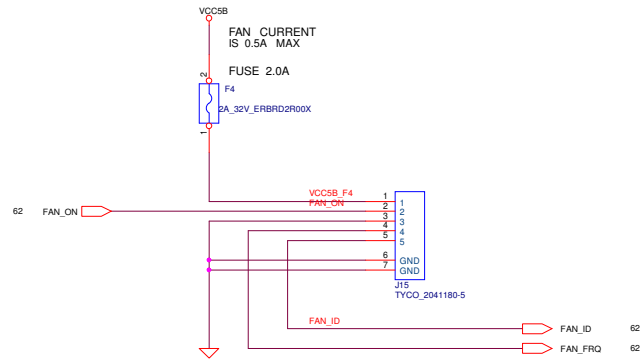 VCC5B
FAN CURRENT
IS 0.5A MAX
FUSE 2.0A
2
F4
2A_32V_ERBRD2R00X
1
VCC5B_F4
1 1
62 FAN_ON
FAN_ON
2 2
3 3
4 4
5 5
6 GND
7 GND
J15
TYCO_2041180-5
FAN_ID
FAN_ID 62
FAN_FRQ 62